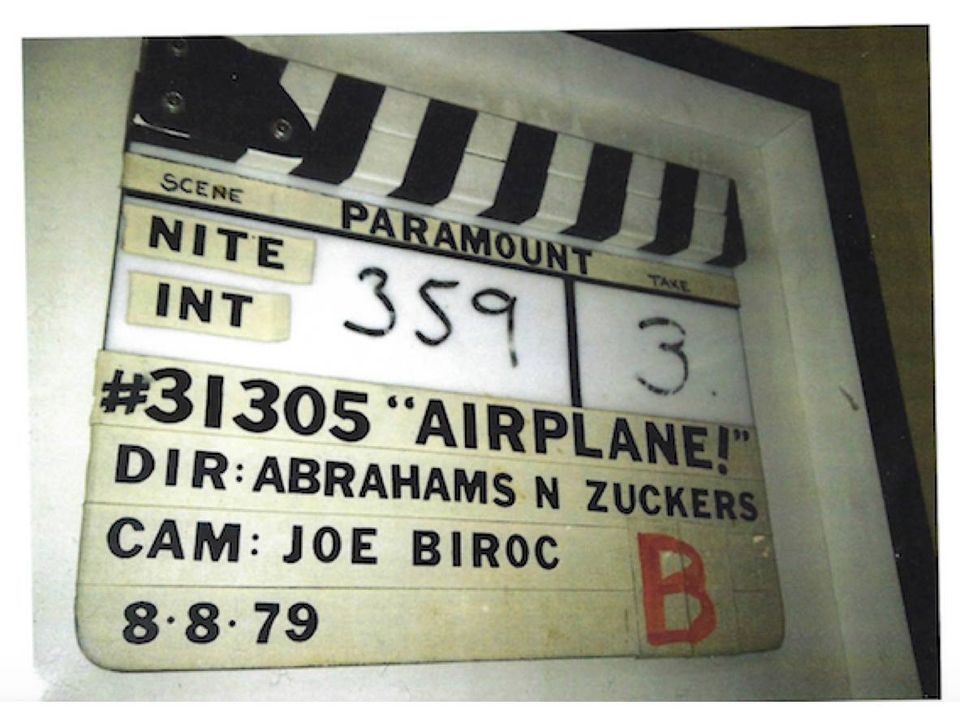 SCENE
PARAMOUNT
TAKE
NITE
INT
359
3
#31305 "AIRPLANE!"
DIR: ABRAHAMS N ZUCKERS
CAM: JOE BIROC
B
8·8·79